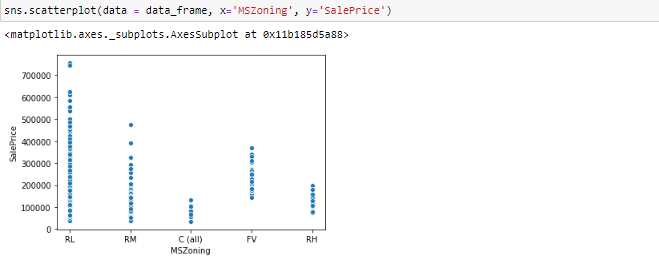 sns.scatterplot(data = data_frame, x='MSZoning', y='SalePrice')
<matplotlib.axes._subplots.AxesSubplot at 0x11b185d5a88>
700000
600000
500000
400000
300000
200000
100000
0
SalePrice
RL RM C (all) FV RH
MSZoning